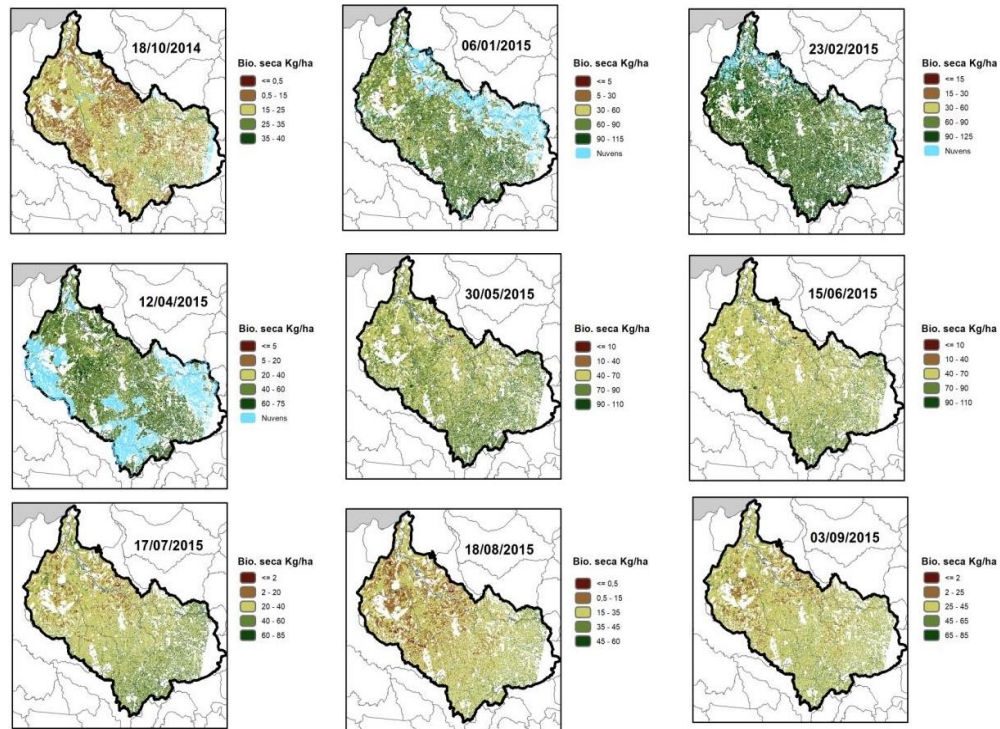 18/10/2014
Bio. seca Kg/ha
<= 0,5
0,5 - 15
15 - 25
25 - 35
35 - 40
06/01/2015
Bio. seca Kg/ha
<= 5
5 - 30
30 - 60
60 - 90
90 - 115
Nuvens
23/02/2015
Bio. seca Kg/ha
<= 15
15 - 30
30 - 60
60 - 90
90 - 125
Nuvens
12/04/2015
Bio. seca Kg/ha
<= 5
5 - 20
20 - 40
40 - 60
60 - 75
Nuvens
30/05/2015
Bio. seca Kg/ha
<= 10
10 - 40
40 - 70
70 - 90
90 - 110
15/06/2015
Bio. seca Kg/ha
<= 10
10 - 40
40 - 70
70 - 90
90 - 110
17/07/2015
Bio. seca Kg/ha
<= 2
2 - 20
20 - 40
40 - 60
60 - 85
18/08/2015
Bio. seca Kg/ha
<= 0,5
0,5 - 15
15 - 35
35 - 45
45 - 60
03/09/2015
Bio. seca Kg/ha
<= 2
2 - 25
25 - 45
45 - 65
65 - 85